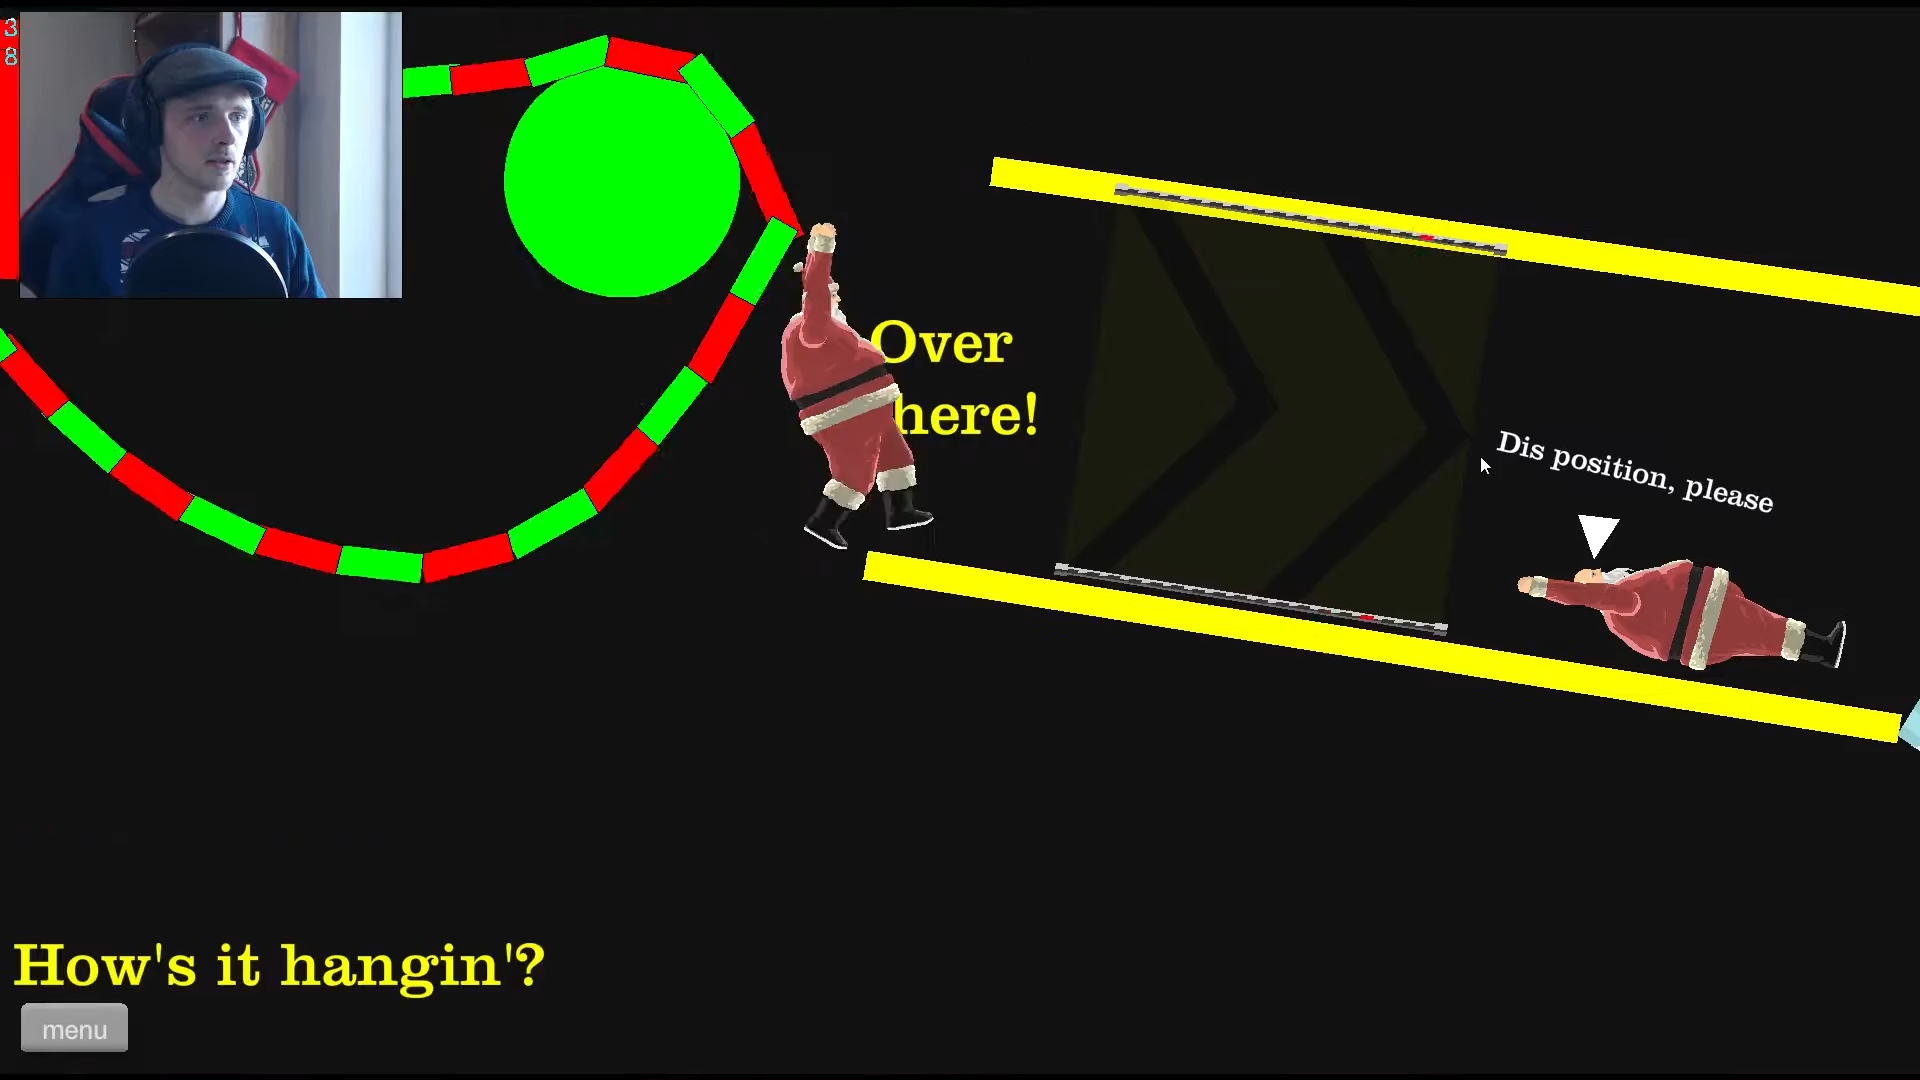 3
8
Over
here!
Dis position, please
How's it hangin'?
menu